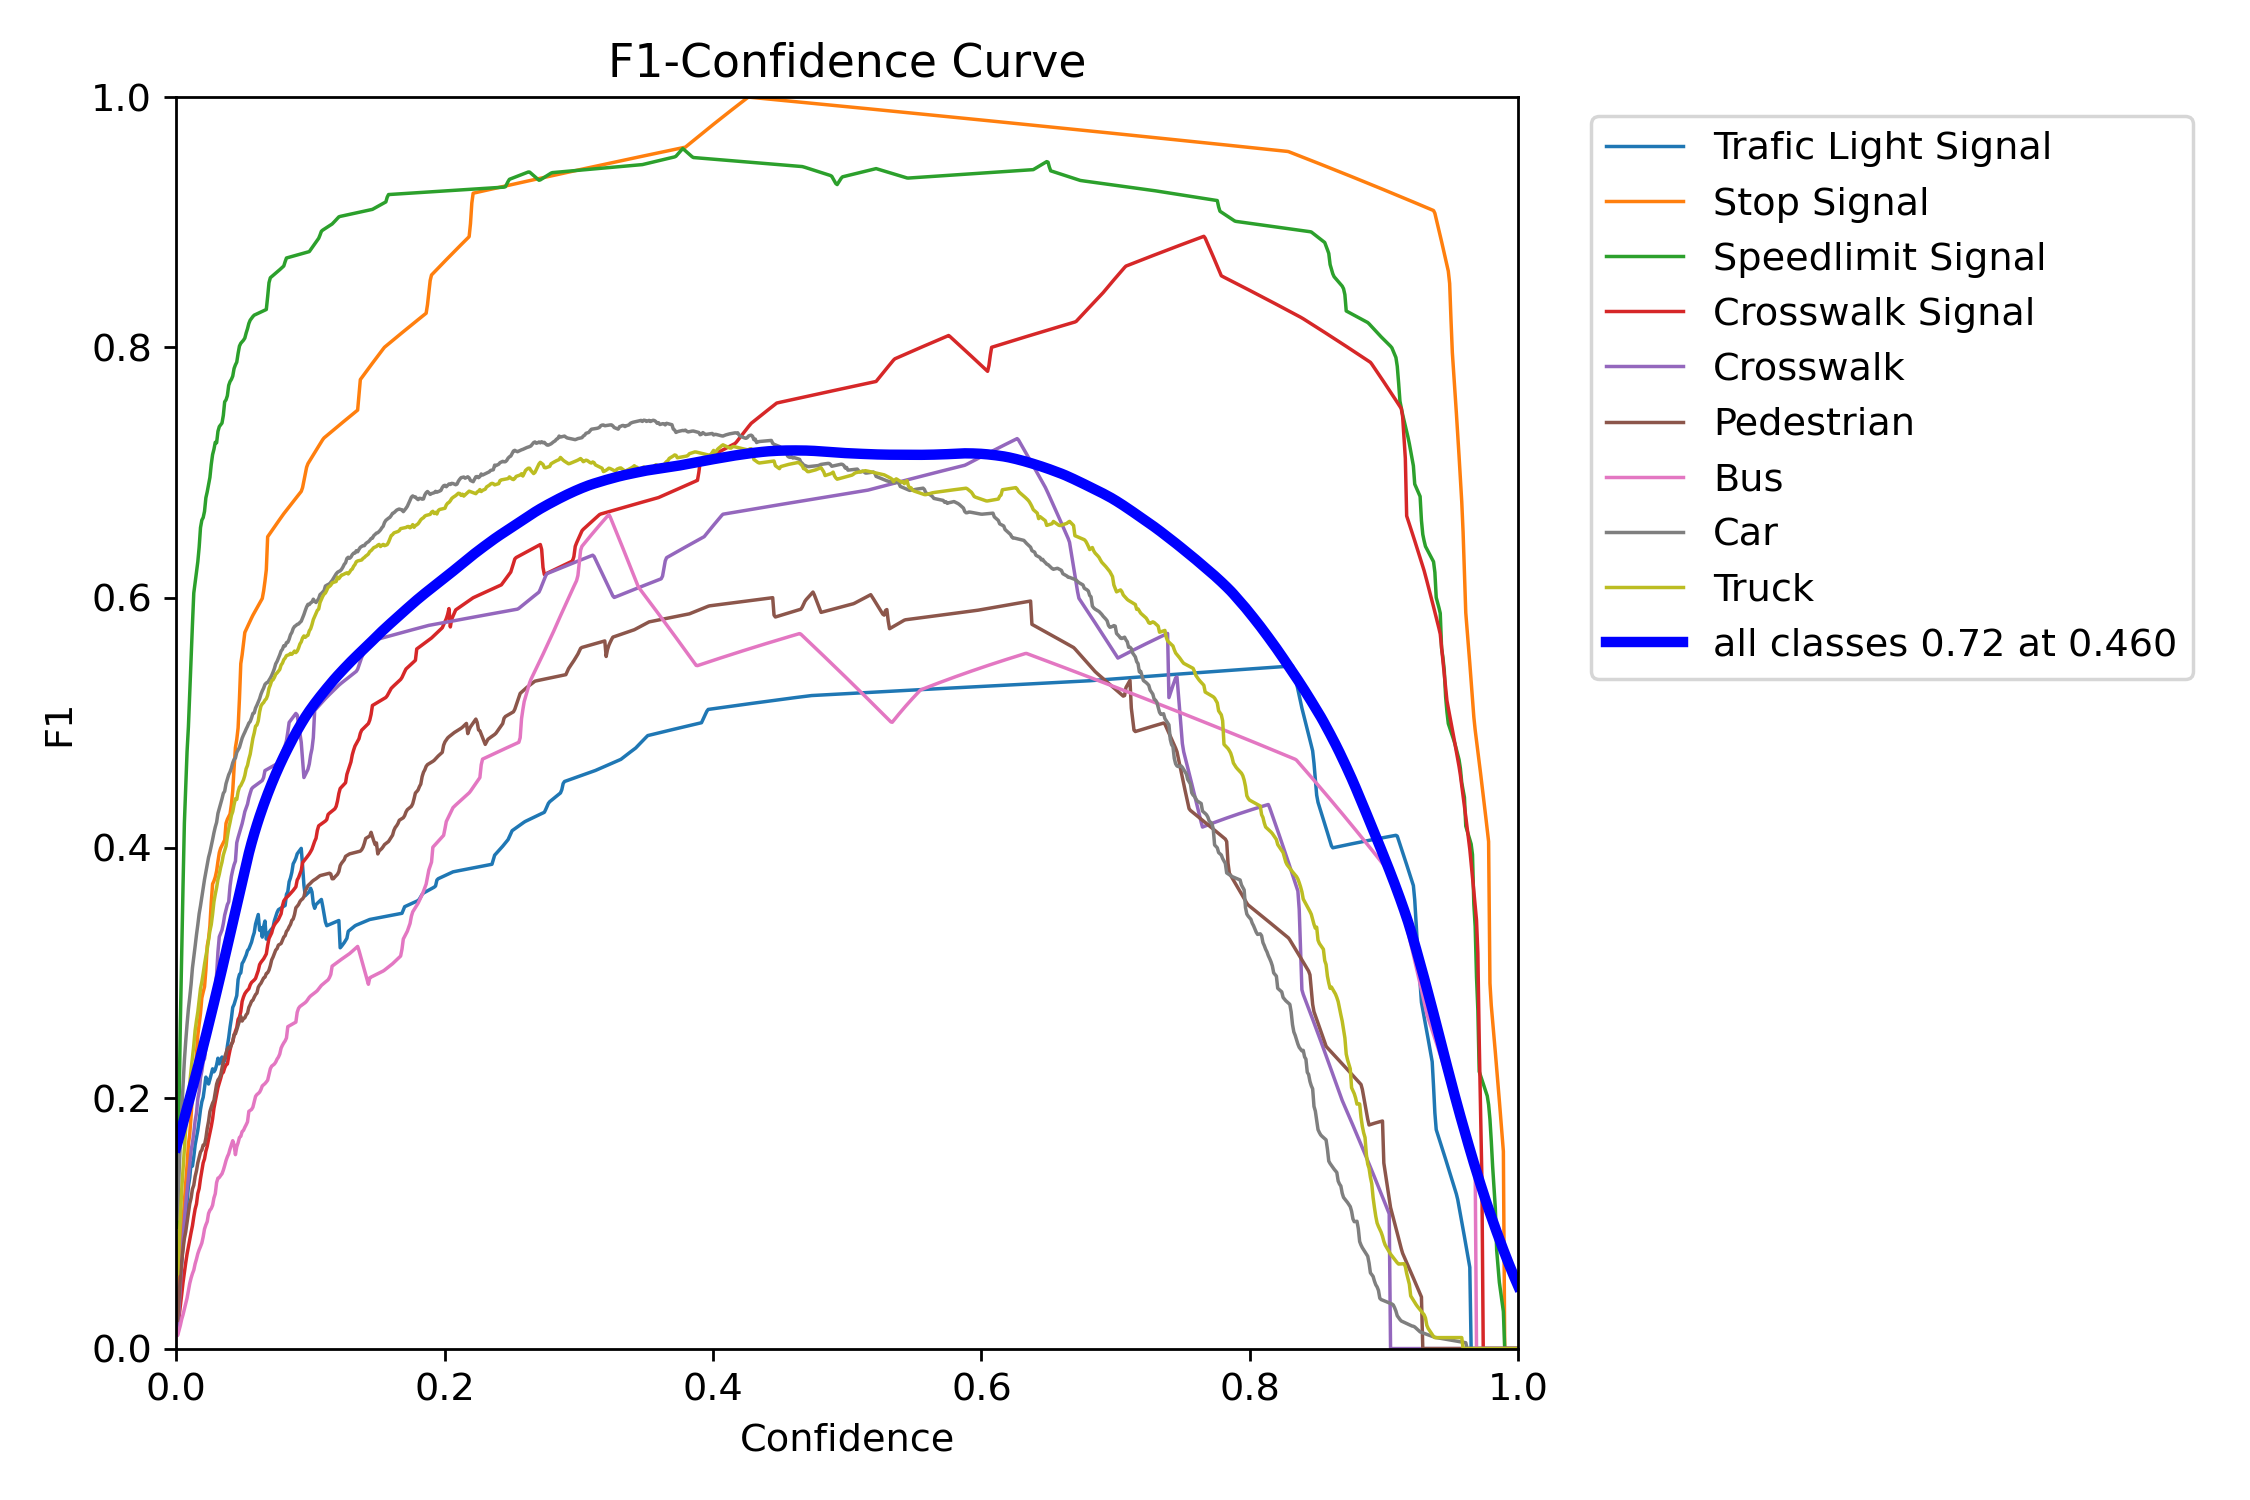 F1-Confidence Curve
1.0
0.8
0.6
0.4
0.2
0.0
F1
0.0 0.2 0.4 0.6 0.8 1.0
Confidence
Trafic Light Signal
Stop Signal
Speedlimit Signal
Crosswalk Signal
Crosswalk
Pedestrian
Bus
Car
Truck
all classes 0.72 at 0.460